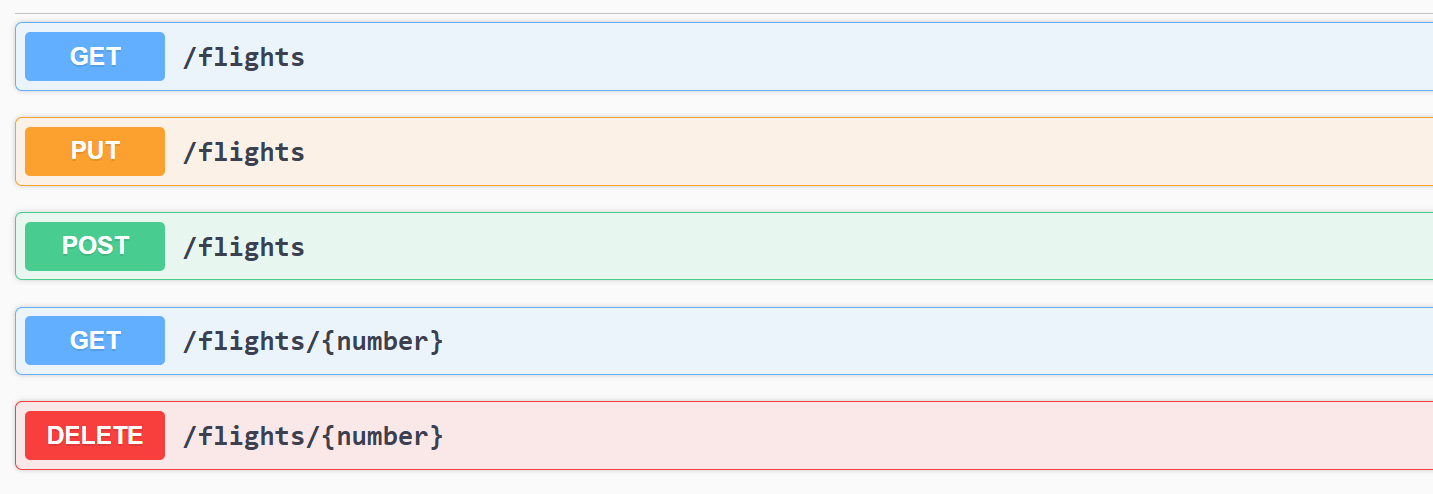 GET /flights
PUT /flights
POST /flights
GET /flights/{number}
DELETE /flights/{number}